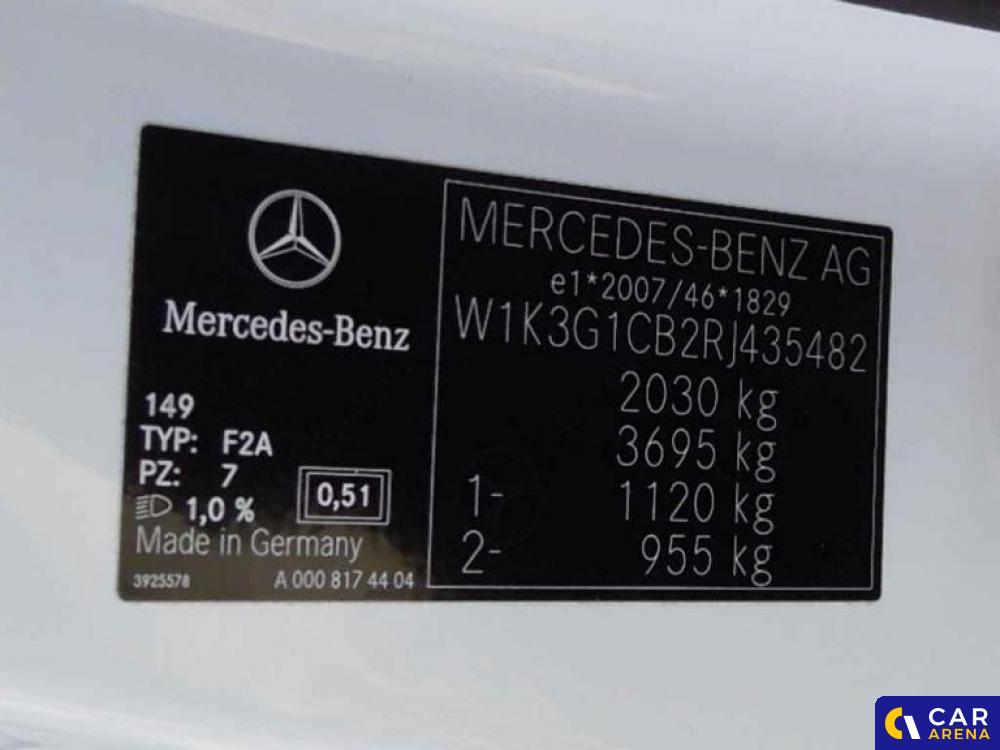 Mercedes-Benz
149
TYP: F2A
PZ: 7
1,0 %
0,51
Made in Germany
3925578 A 000 817 44 04
MERCEDES-BENZ AG
e1*2007/46*1829
W1K3G1CB2RJ435482
2030 kg
3695 kg
1- 1120 kg
2- 955 kg
CAR
ARENA